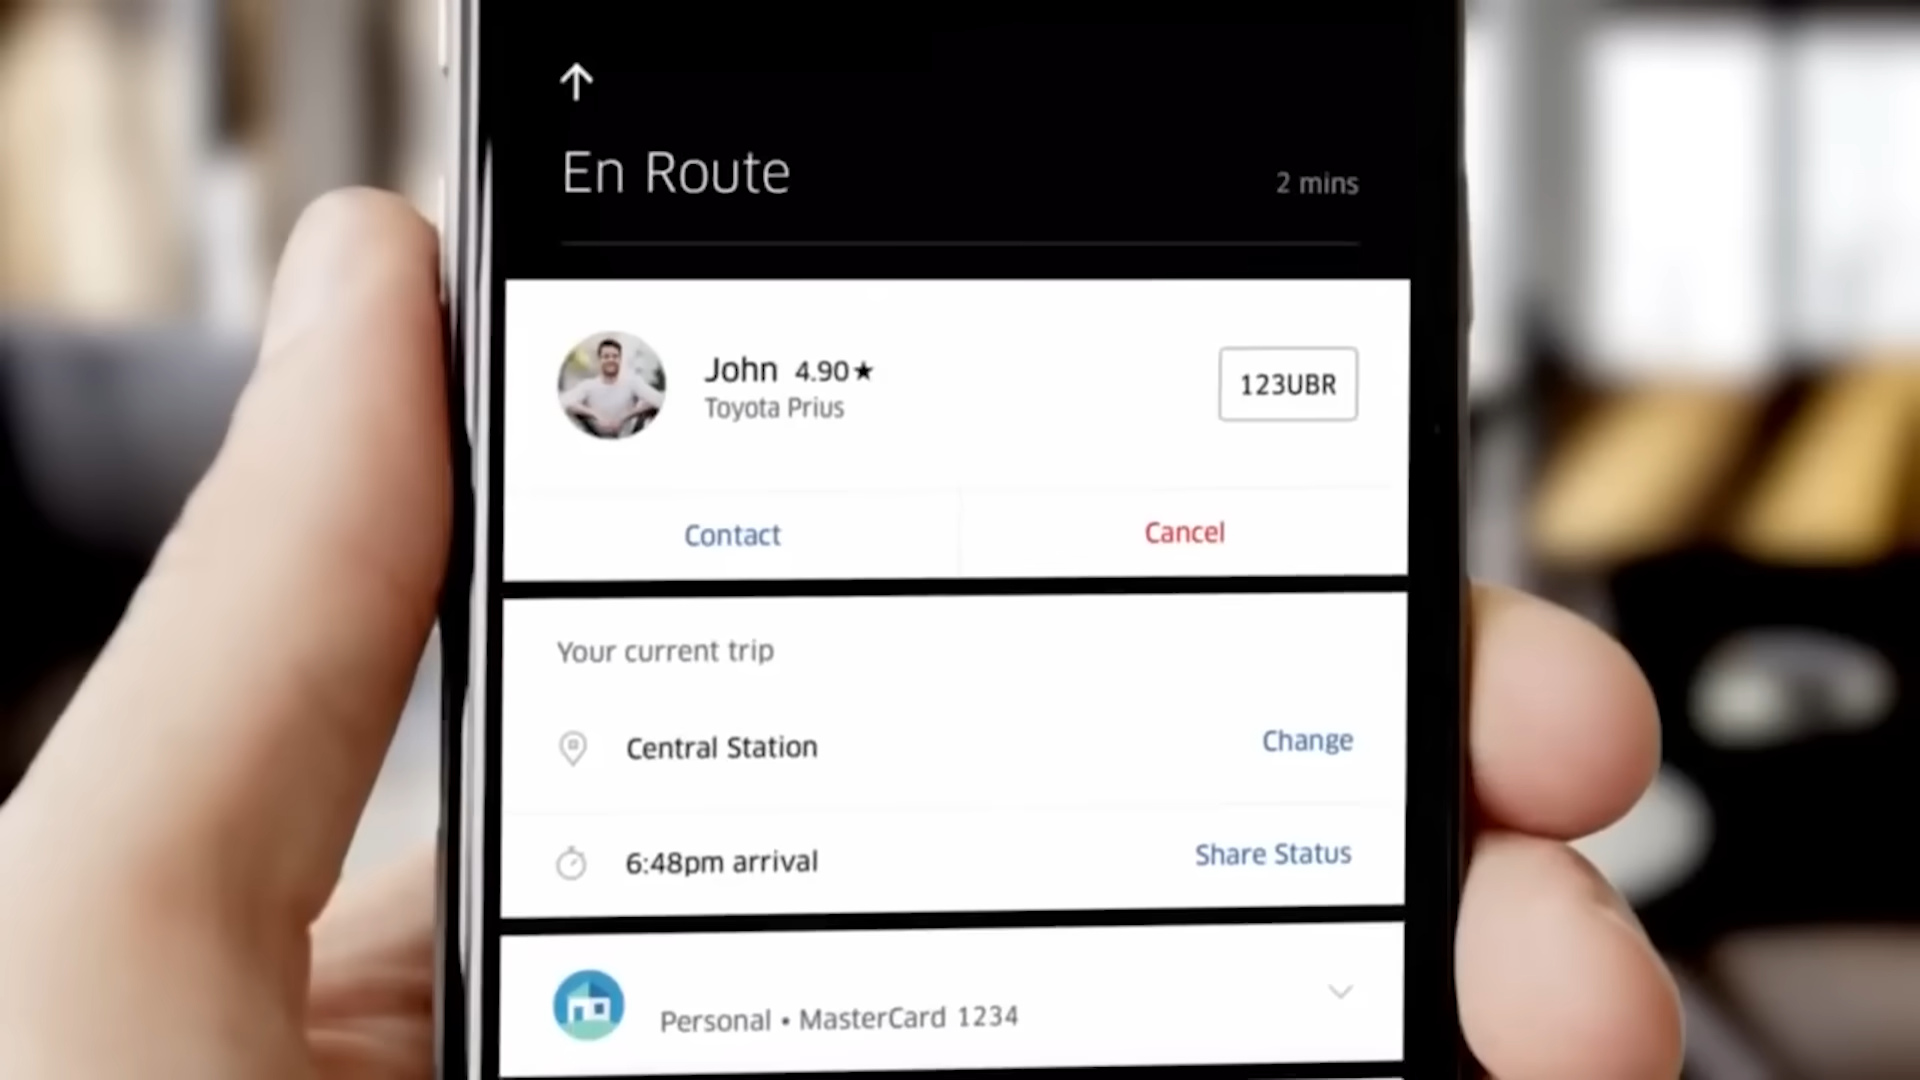 En Route
2 mins
John 4.90★
Toyota Prius
123UBR
Contact
Cancel
Your current trip
Central Station
Change
6:48pm arrival
Share Status
Personal • MasterCard 1234